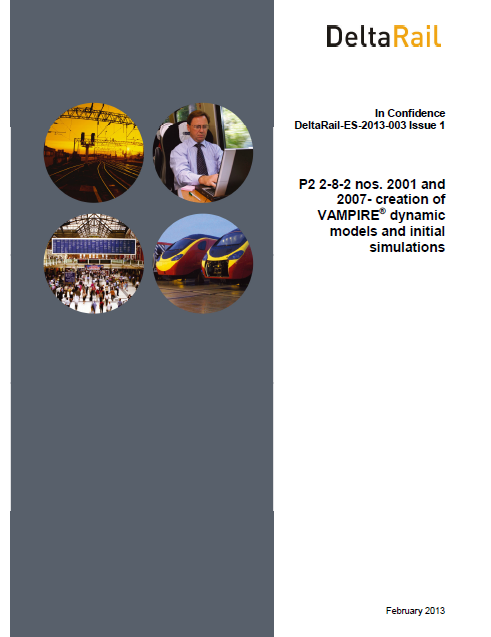 DeltaRail
In Confidence
DeltaRail-ES-2013-003 Issue 1
P2 2-8-2 nos. 2001 and
2007- creation of
VAMPIRE® dynamic
models and initial
simulations
February 2013